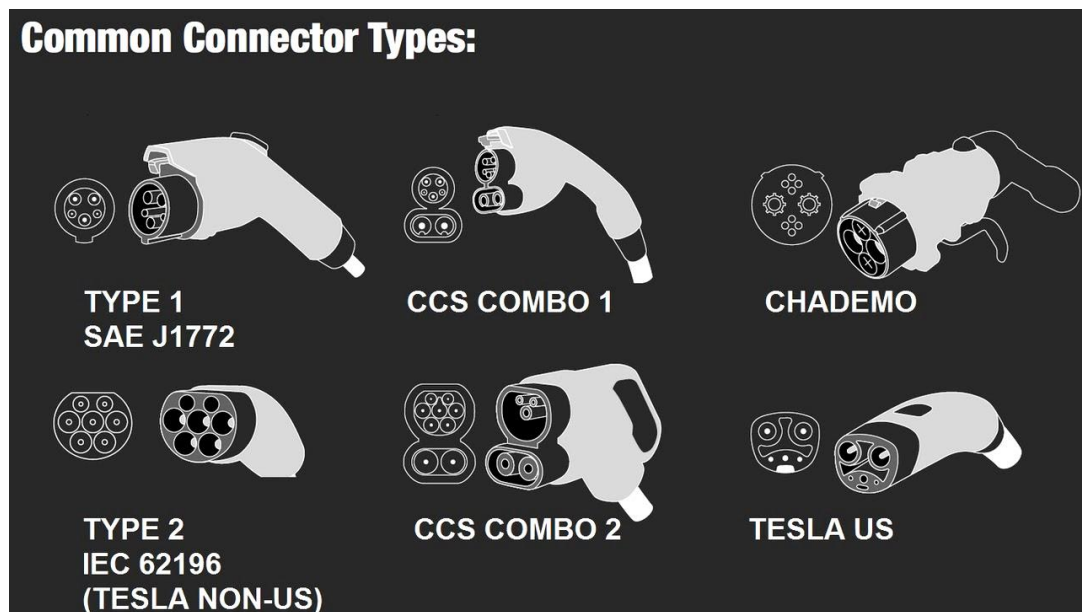 Common Connector Types:
TYPE 1
SAE J1772
CCS COMBO 1
CHADEMO
TYPE 2
IEC 62196
(TESLA NON-US)
CCS COMBO 2
TESLA US